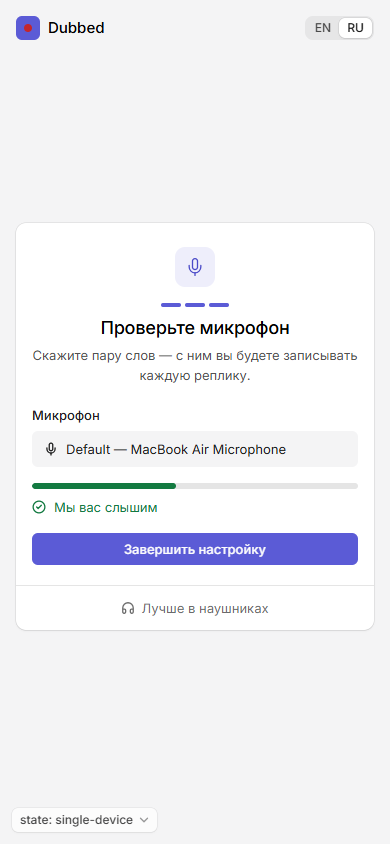 Dubbed
EN RU
Проверьте микрофон
Скажите пару слов — с ним вы будете записывать
каждую реплику.
Микрофон
Default — MacBook Air Microphone
Мы вас слышим
Завершить настройку
Лучше в наушниках
state: single-device